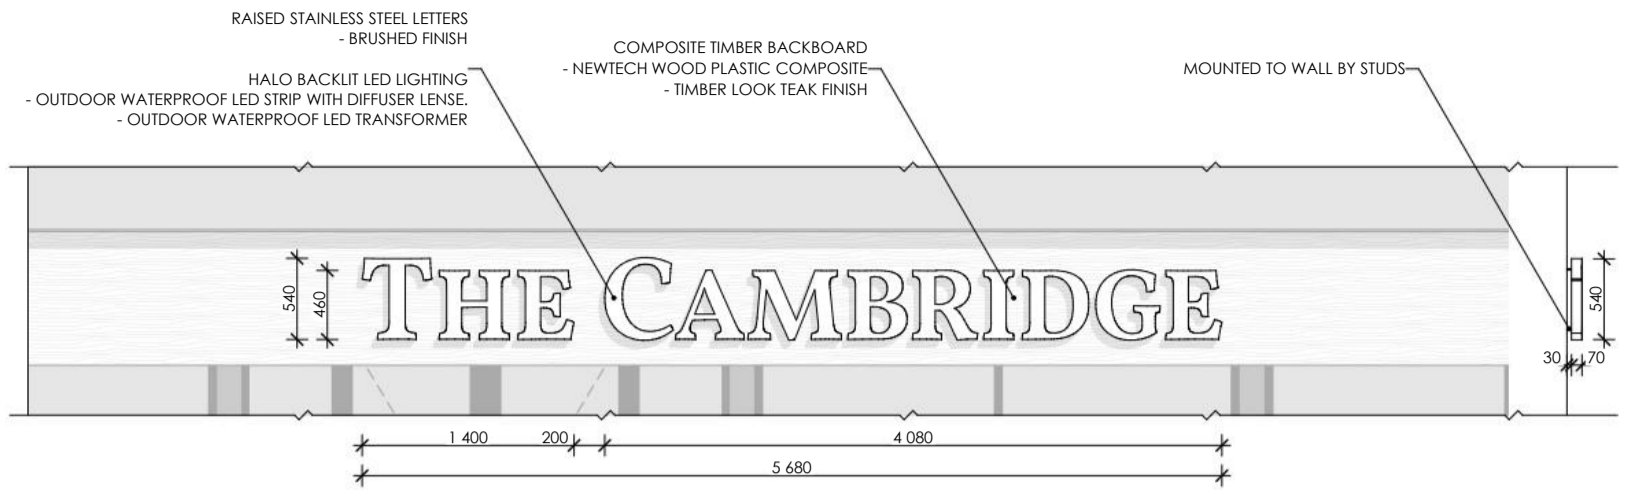 RAISED STAINLESS STEEL LETTERS
- BRUSHED FINISH
HALO BACKLIT LED LIGHTING
- OUTDOOR WATERPROOF LED STRIP WITH DIFFUSER LENSE.
- OUTDOOR WATERPROOF LED TRANSFORMER
COMPOSITE TIMBER BACKBOARD
- NEWTECH WOOD PLASTIC COMPOSITE
- TIMBER LOOK TEAK FINISH
MOUNTED TO WALL BY STUDS
540
460
THE CAMBRIDGE
540
30
70
1 400
200
4 080
5 680